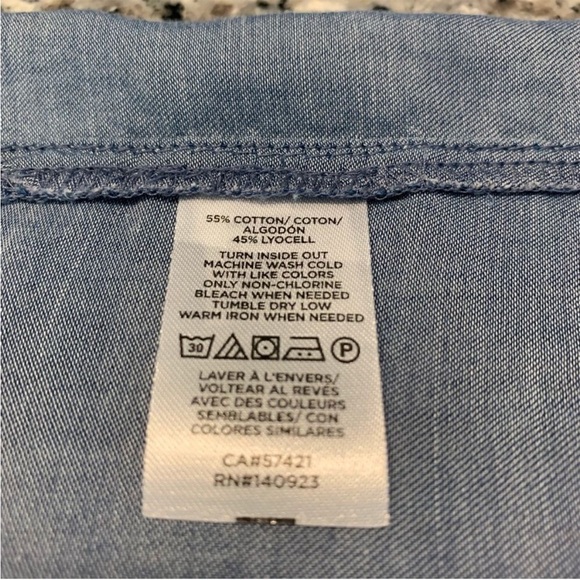 55% COTTON/ COTON/
ALGODÓN
45% LYOCELL
TURN INSIDE OUT
MACHINE WASH COLD
WITH LIKE COLORS
ONLY NON-CHLORINE
BLEACH WHEN NEEDED
TUMBLE DRY LOW
WARM IRON WHEN NEEDED
30 P
LAVER À L'ENVERS/
VOLTEAR AL REVÉS
AVEC DES COULEURS
SEMBLABLES/ CON
COLORES SIMILARES
CA#57421
RN#140923